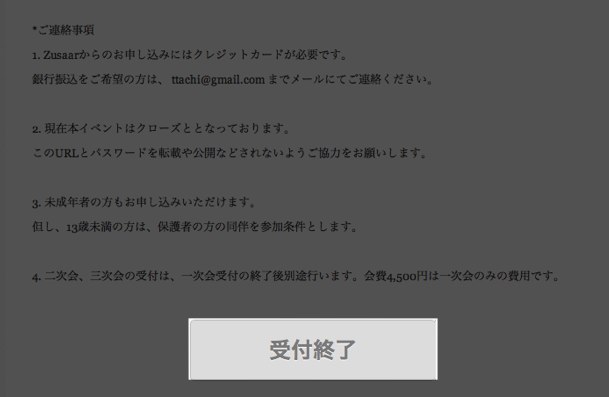 *ご連絡事項
1. Zusaarからのお申し込みにはクレジットカードが必要です。
銀行振込をご希望の方は、 ttachi@gmail.com までメールにてご連絡ください。
2. 現在本イベントはクローズととなっております。
このURLとパスワードを転載や公開などされないようご協力をお願いします。
3. 未成年者の方もお申し込みいただけます。
但し、13歳未満の方は、保護者の方の同伴を参加条件とします。
4. 二次会、三次会の受付は、一次会受付の終了後別途行います。会費4,500円は一次会のみの費用です。
受付終了